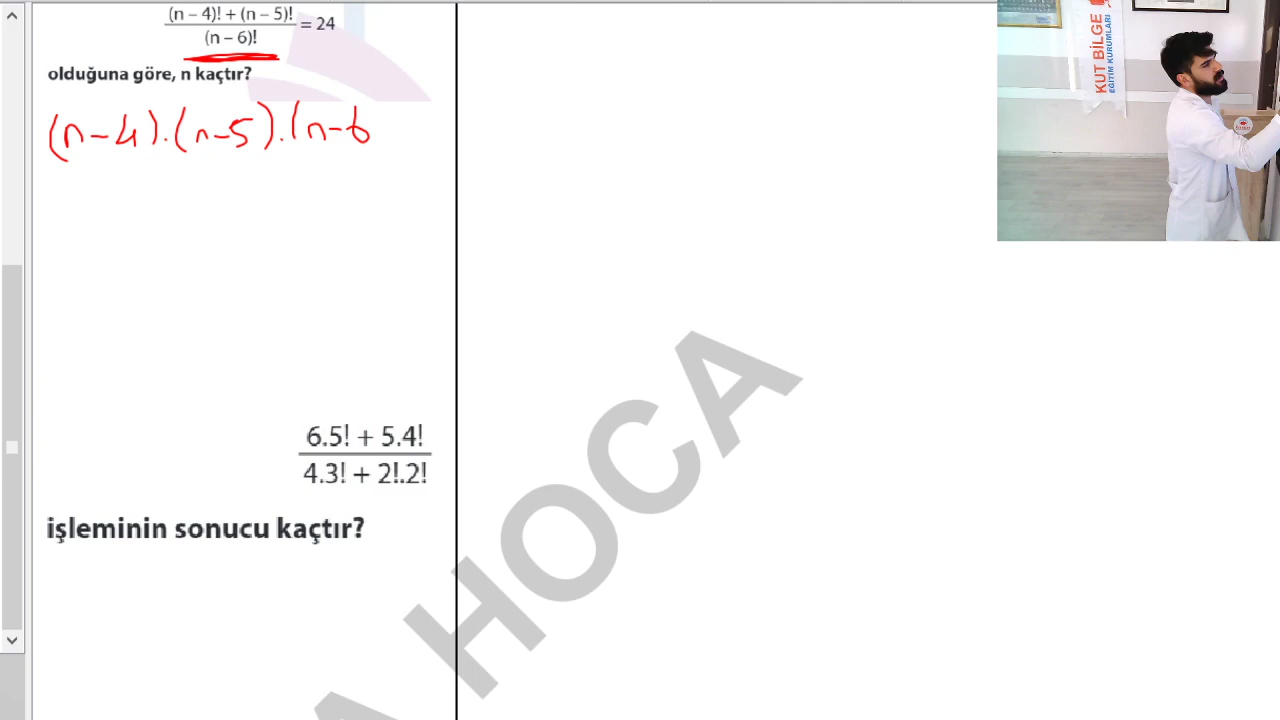 (n – 4)! + (n – 5)!
(n – 6)! = 24
olduğuna göre, n kaçtır?
(n-4).(n-5).(n-6
6.5! + 5.4!
4.3! + 2!.2!
işleminin sonucu kaçtır?
HOCA
KUT BİLGE
EĞİTİM KURUMLARI